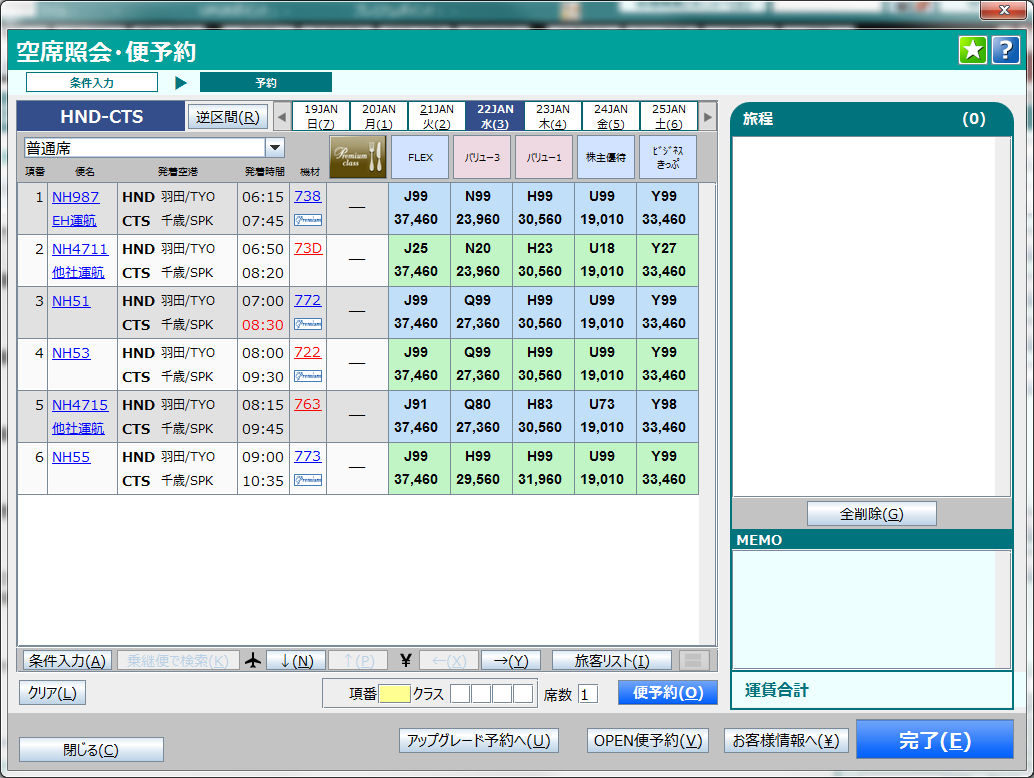 空席照会・便予約
条件入力 ▶ 予約
HND-CTS 逆区間(R) ◀ 19JAN 日(7) 20JAN 月(1) 21JAN 火(2) 22JAN 水(3) 23JAN 木(4) 24JAN 金(5) 25JAN 土(6) ▶
普通席
項番 便名 発着空港 発着時間 機材 Premium class FLEX バリュー3 バリュー1 株主優待 ビジネスきっぷ
1 NH987 HND 羽田/TYO 06:15 738 — J99 N99 H99 U99 Y99
EH運航 CTS 千歳/SPK 07:45 Premium 37,460 23,960 30,560 19,010 33,460
2 NH4711 HND 羽田/TYO 06:50 73D — J25 N20 H23 U18 Y27
他社運航 CTS 千歳/SPK 08:20 37,460 23,960 30,560 19,010 33,460
3 NH51 HND 羽田/TYO 07:00 772 — J99 Q99 H99 U99 Y99
CTS 千歳/SPK 08:30 Premium 37,460 27,360 30,560 19,010 33,460
4 NH53 HND 羽田/TYO 08:00 722 — J99 Q99 H99 U99 Y99
CTS 千歳/SPK 09:30 Premium 37,460 27,360 30,560 19,010 33,460
5 NH4715 HND 羽田/TYO 08:15 763 — J91 Q80 H83 U73 Y98
他社運航 CTS 千歳/SPK 09:45 37,460 27,360 30,560 19,010 33,460
6 NH55 HND 羽田/TYO 09:00 773 — J99 H99 H99 U99 Y99
CTS 千歳/SPK 10:35 Premium 37,460 29,560 31,960 19,010 33,460
条件入力(A) 乗継便で検索(K) ↓(N) ↑(P) ¥ ←(X) →(Y) 旅客リスト(I)
クリア(L) 項番 クラス 席数 1 便予約(O)
旅程 (0)
全削除(G)
MEMO
運賃合計
閉じる(C) アップグレード予約へ(U) OPEN便予約(V) お客様情報へ(¥) 完了(E)